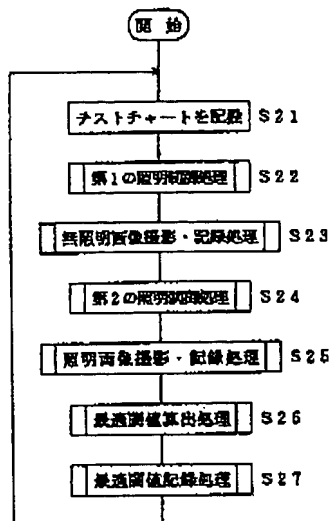 開 始
テストチャートを配設 S21
第1の照明制御処理 S22
無照明画像撮影・記録処理 S23
第2の照明制御処理 S24
照明画像撮影・記録処理 S25
最適閾値算出処理 S26
最適閾値記録処理 S27